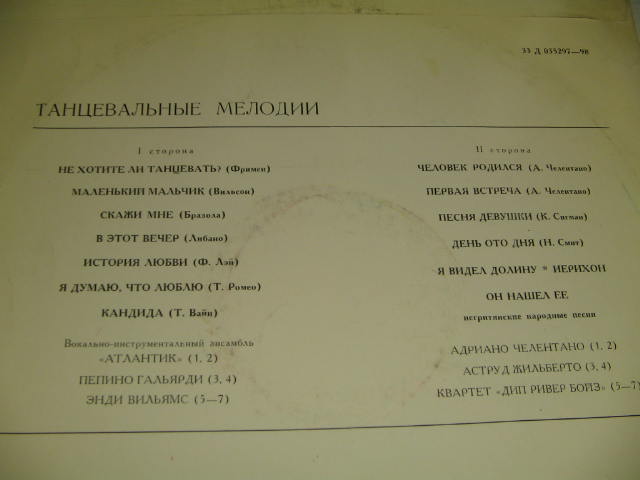 33 Д 035297—98
ТАНЦЕВАЛЬНЫЕ МЕЛОДИИ
I сторона
НЕ ХОТИТЕ ЛИ ТАНЦЕВАТЬ? (Фримен)
МАЛЕНЬКИЙ МАЛЬЧИК (Вильсон)
СКАЖИ МНЕ (Бразола)
В ЭТОТ ВЕЧЕР (Либано)
ИСТОРИЯ ЛЮБВИ (Ф. Лэй)
Я ДУМАЮ, ЧТО ЛЮБЛЮ (Т. Ромео)
КАНДИДА (Т. Вайн)
Вокально-инструментальный ансамбль
«АТЛАНТИК» (1, 2)
ПЕПИНО ГАЛЬЯРДИ (3, 4)
ЭНДИ ВИЛЬЯМС (5—7)
II сторона
ЧЕЛОВЕК РОДИЛСЯ (А. Челентано)
ПЕРВАЯ ВСТРЕЧА (А. Челентано)
ПЕСНЯ ДЕВУШКИ (К. Сигман)
ДЕНЬ ОТО ДНЯ (Н. Смит)
Я ВИДЕЛ ДОЛИНУ * ИЕРИХОН
ОН НАШЕЛ ЕЕ
негритянские народные песни
АДРИАНО ЧЕЛЕНТАНО (1, 2)
АСТРУД ЖИЛЬБЕРТО (3, 4)
КВАРТЕТ «ДИП РИВЕР БОЙЗ» (5—7)